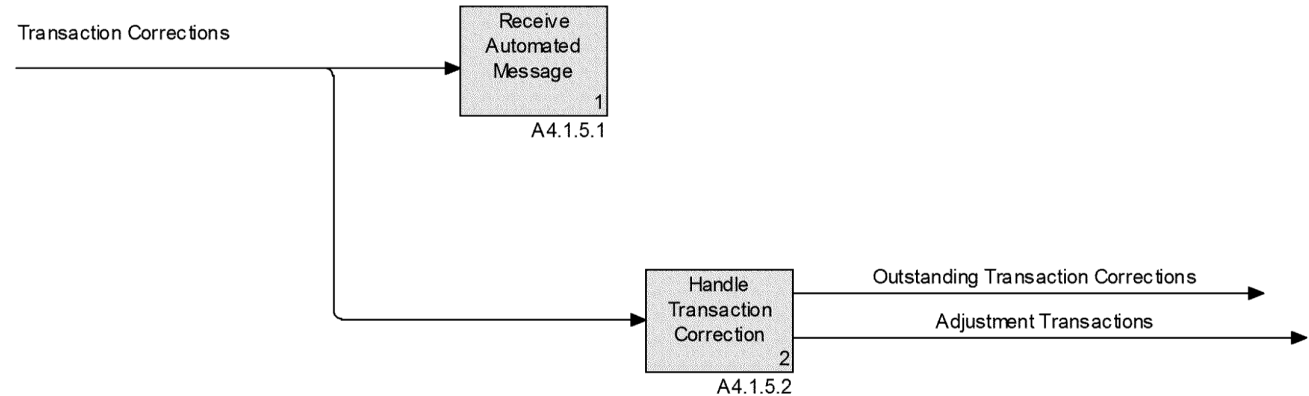 Transaction Corrections
Receive
Automated
Message
1
A4.1.5.1
Handle
Transaction
Correction
2
A4.1.5.2
Outstanding Transaction Corrections
Adjustment Transactions